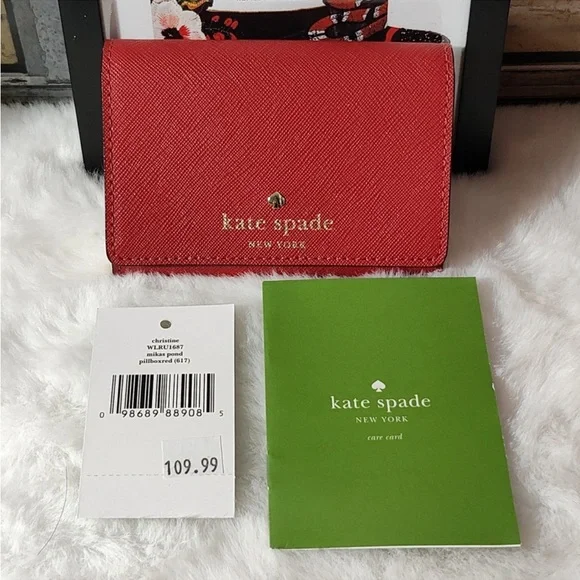 kate spade
NEW YORK
christine
WLRU1687
mikas pond
pillboxred (617)
0 98689 88908 5
109.99
kate spade
NEW YORK
care card